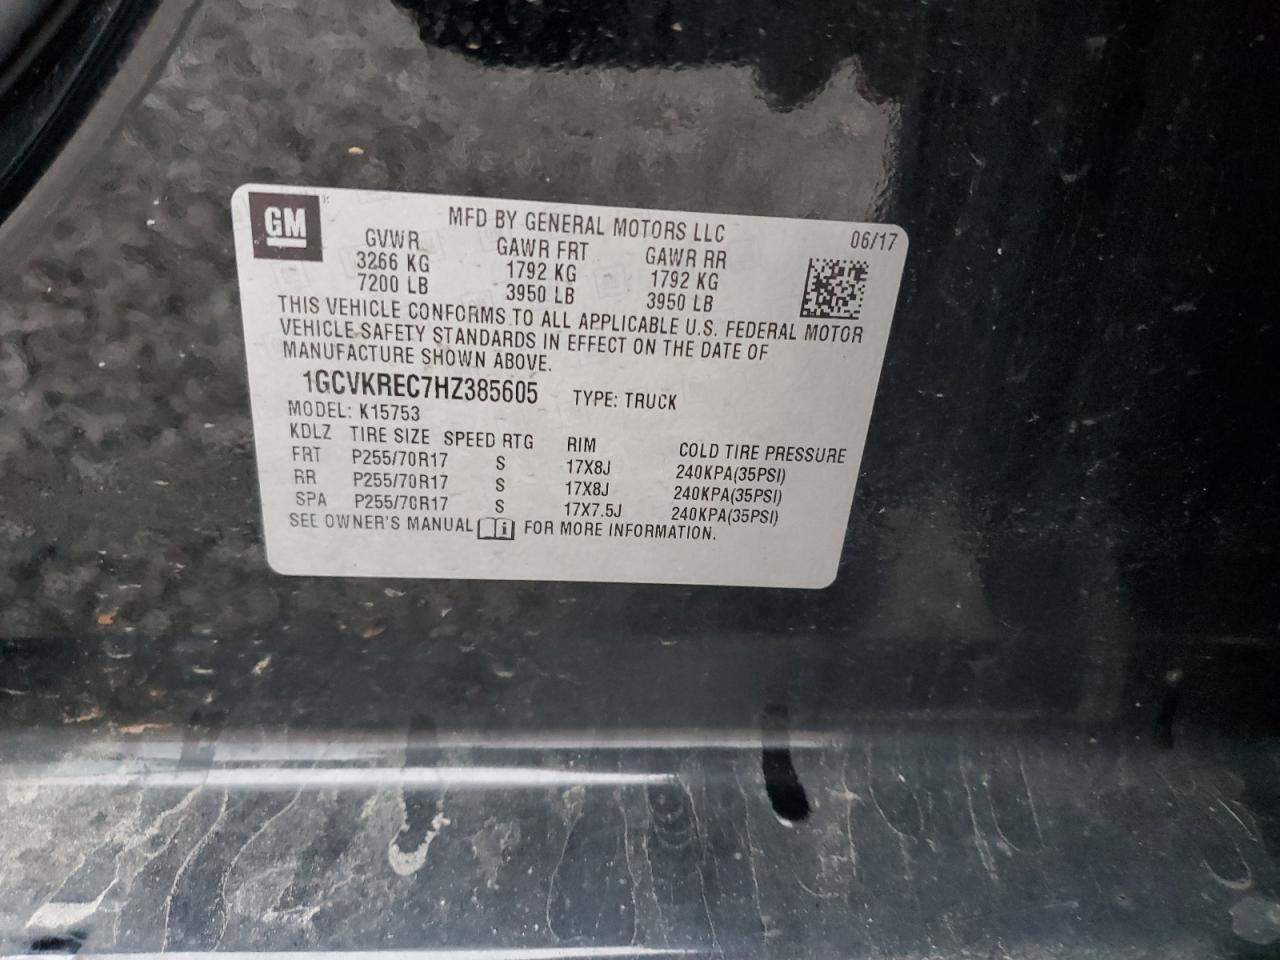 GM
MFD BY GENERAL MOTORS LLC 06/17
GVWR GAWR FRT GAWR RR
3266 KG 1792 KG 1792 KG
7200 LB 3950 LB 3950 LB
THIS VEHICLE CONFORMS TO ALL APPLICABLE U.S. FEDERAL MOTOR
VEHICLE SAFETY STANDARDS IN EFFECT ON THE DATE OF
MANUFACTURE SHOWN ABOVE.
1GCVKREC7HZ385605 TYPE: TRUCK
MODEL: K15753
KDLZ TIRE SIZE SPEED RTG RIM COLD TIRE PRESSURE
FRT P255/70R17 S 17X8J 240KPA(35PSI)
RR P255/70R17 S 17X8J 240KPA(35PSI)
SPA P255/70R17 S 17X7.5J 240KPA(35PSI)
SEE OWNER'S MANUAL i FOR MORE INFORMATION.